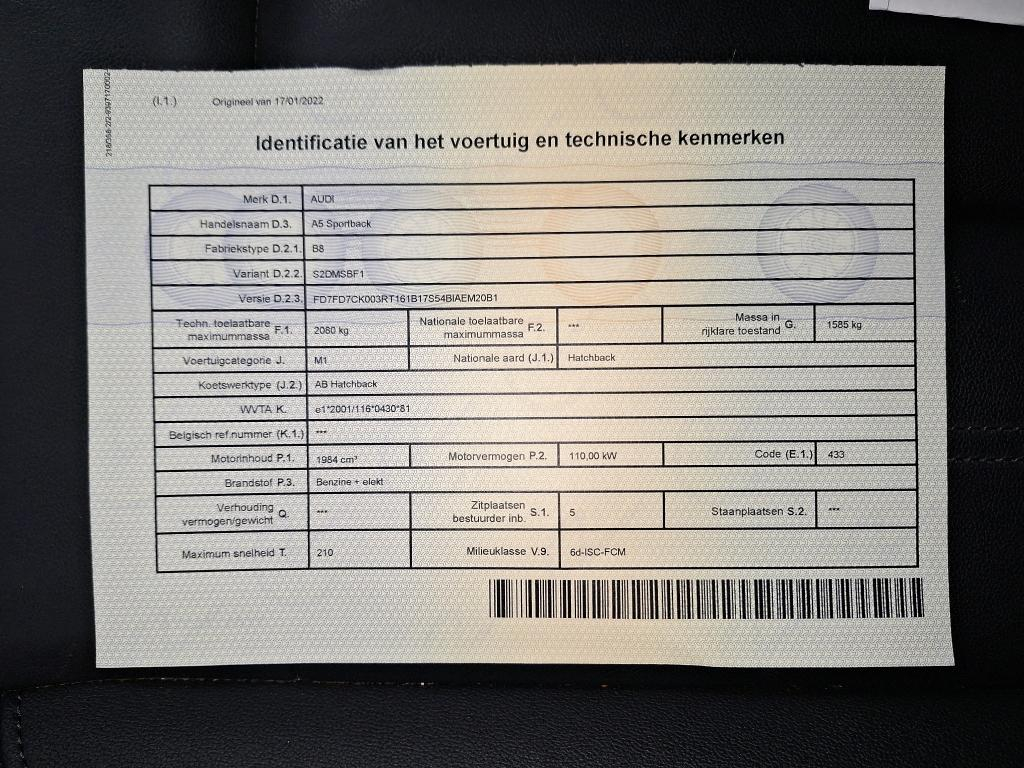 218/358-2/2-9397170002-
(I.1.) Origineel van 17/01/2022
Identificatie van het voertuig en technische kenmerken
Merk D.1. AUDI
Handelsnaam D.3. A5 Sportback
Fabriekstype D.2.1. B8
Variant D.2.2. S2DMSBF1
Versie D.2.3. FD7FD7CK003RT161B17S54BIAEM20B1
Techn. toelaatbare maximummassa F.1. 2080 kg Nationale toelaatbare maximummassa F.2. *** Massa in rijklare toestand G. 1585 kg
Voertuigcategorie J. M1 Nationale aard (J.1.) Hatchback
Koetswerktype (J.2.) AB Hatchback
WVTA K. e1*2001/116*0430*81
Belgisch ref.nummer (K.1.) ***
Motorinhoud P.1. 1984 cm³ Motorvermogen P.2. 110,00 kW Code (E.1.) 433
Brandstof P.3. Benzine + elekt
Verhouding vermogen/gewicht Q. *** Zitplaatsen bestuurder inb. S.1. 5 Staanplaatsen S.2. ***
Maximum snelheid T. 210 Milieuklasse V.9. 6d-ISC-FCM